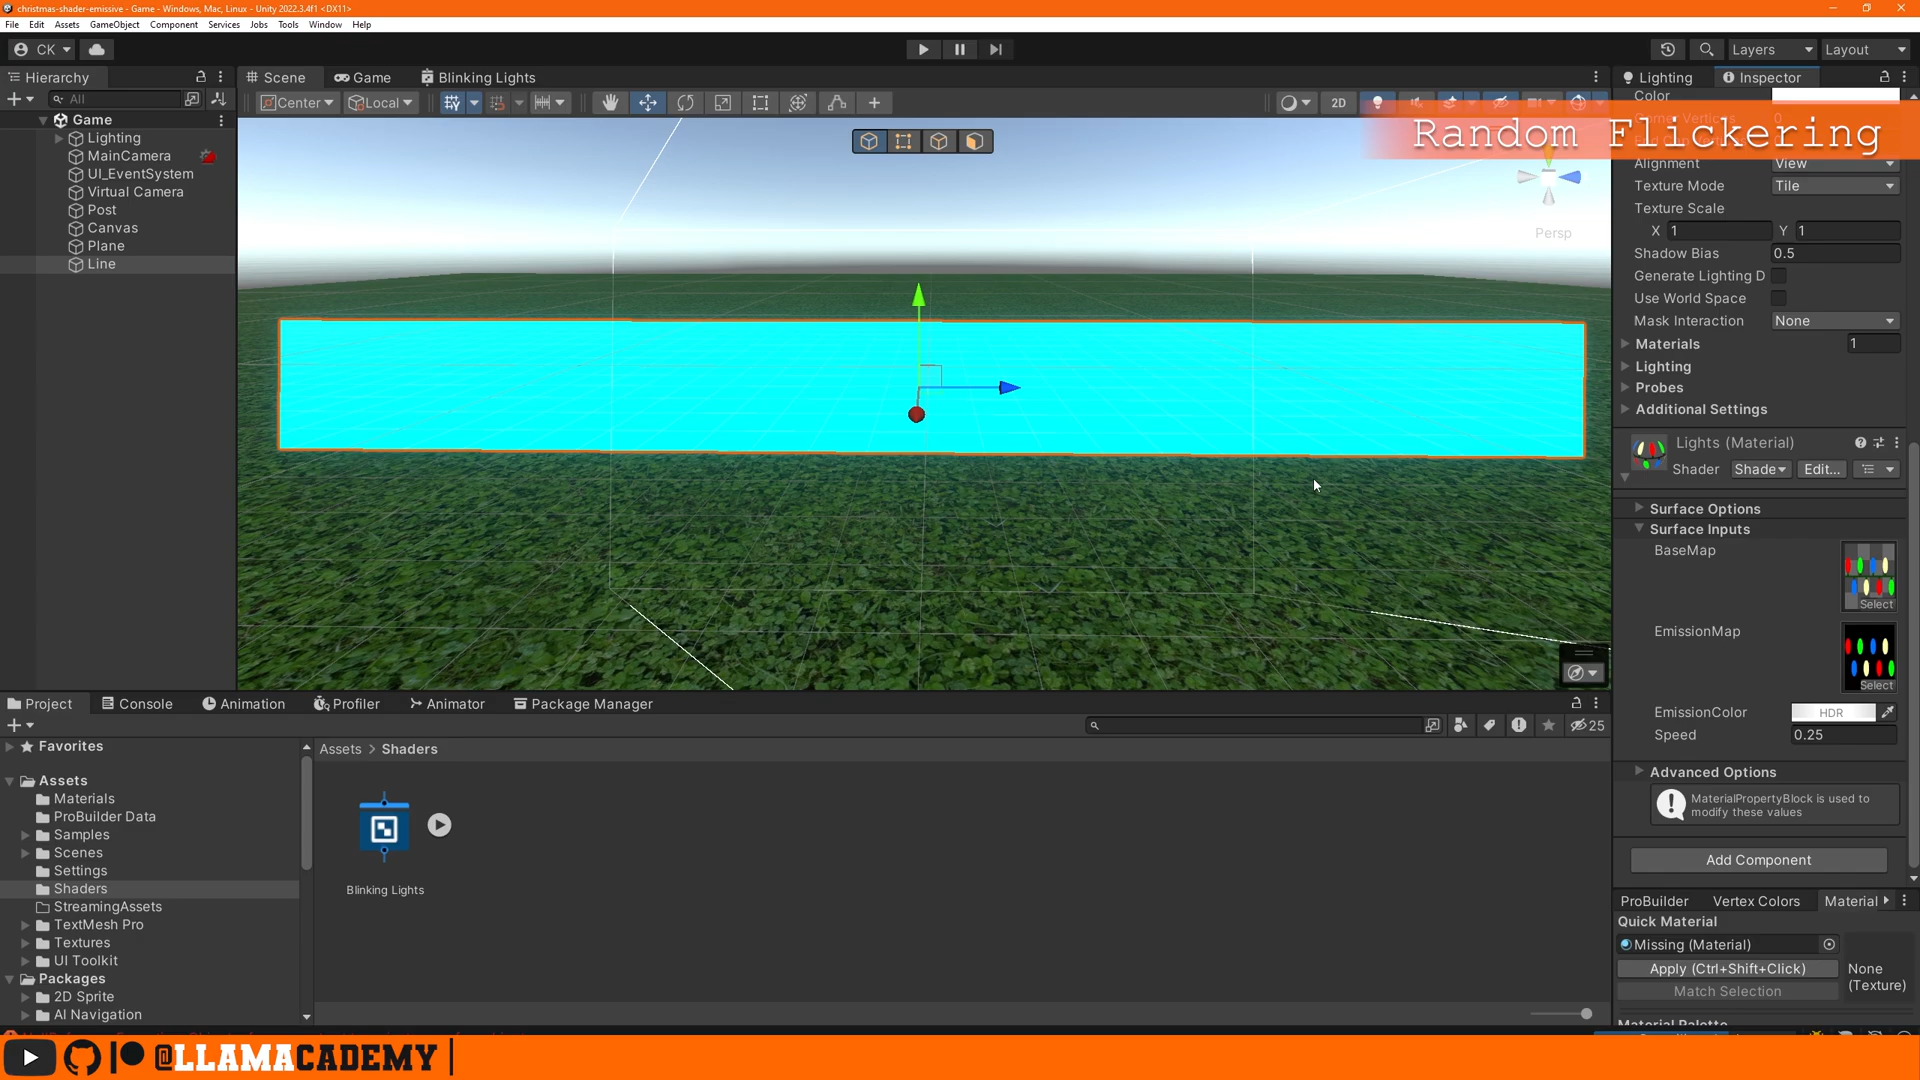 christmas-shader-emissive - Game - Windows, Mac, Linux - Unity 2022.3.4f1 <DX11>
File Edit Assets GameObject Component Services Jobs Tools Window Help
CK
Layers Layout
Hierarchy
All
Game
Lighting
MainCamera
UI_EventSystem
Virtual Camera
Post
Canvas
Plane
Line
Scene Game Blinking Lights
Center Local 2D
Persp
Random Flickering
Lighting Inspector
Color
Alignment View
Texture Mode Tile
Texture Scale
X 1 Y 1
Shadow Bias 0.5
Generate Lighting D
Use World Space
Mask Interaction None
Materials 1
Lighting
Probes
Additional Settings
Lights (Material)
Shader Shade Edit...
Surface Options
Surface Inputs
BaseMap
Select
EmissionMap
Select
EmissionColor HDR
Speed 0.25
Advanced Options
MaterialPropertyBlock is used to
modify these values
Add Component
ProBuilder Vertex Colors Material
Quick Material
Missing (Material)
Apply (Ctrl+Shift+Click)
Match Selection
None
(Texture)
Material Palette
Project Console Animation Profiler Animator Package Manager
25
Favorites
Assets
Materials
ProBuilder Data
Samples
Scenes
Settings
Shaders
StreamingAssets
TextMesh Pro
Textures
UI Toolkit
Packages
2D Sprite
AI Navigation
Assets > Shaders
Blinking Lights
@LLAMACADEMY